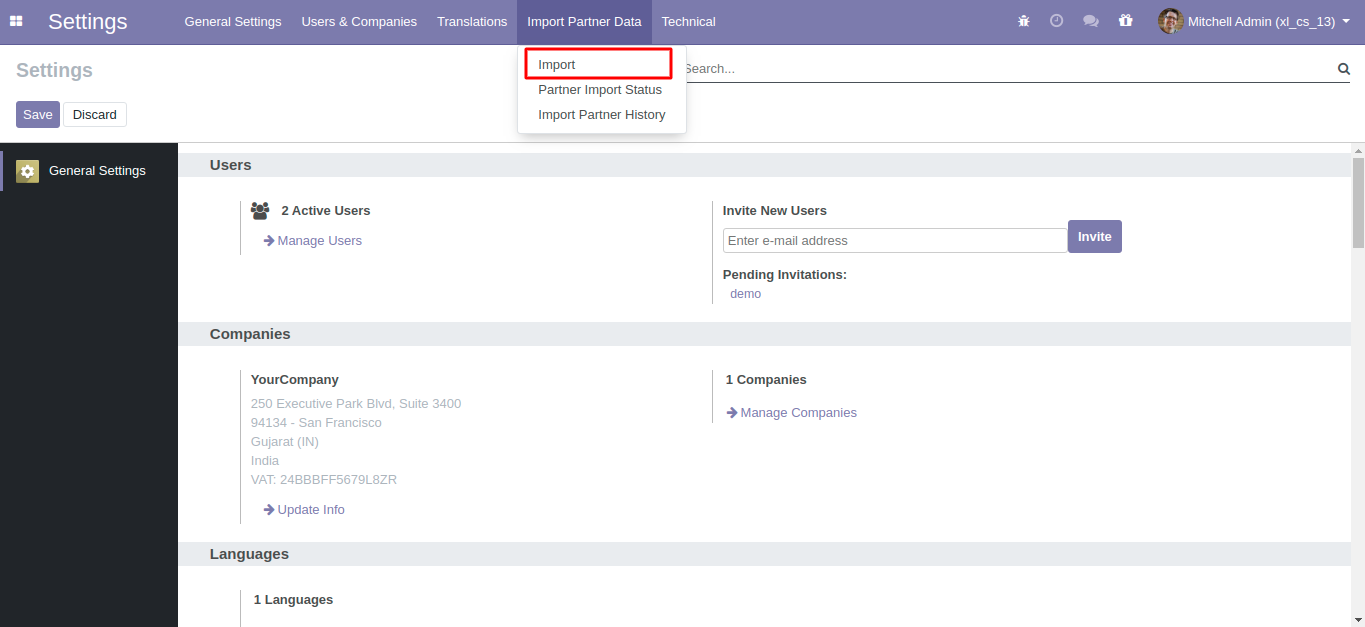 Settings General Settings Users & Companies Translations Import Partner Data Technical Mitchell Admin (xl_cs_13)
Settings
Search...
Import
Partner Import Status
Import Partner History
Save Discard
General Settings
Users
2 Active Users
Manage Users
Invite New Users
Enter e-mail address Invite
Pending Invitations:
demo
Companies
YourCompany
250 Executive Park Blvd, Suite 3400
94134 - San Francisco
Gujarat (IN)
India
VAT: 24BBBFF5679L8ZR
Update Info
1 Companies
Manage Companies
Languages
1 Languages